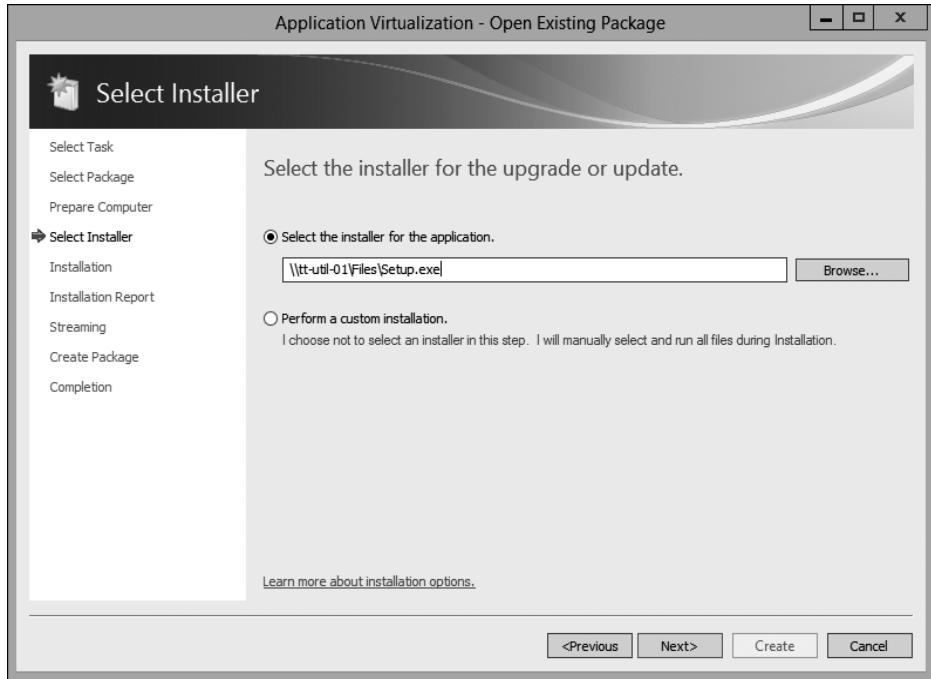 Application Virtualization - Open Existing Package
Select Installer
Select Task
Select Package
Prepare Computer
Select Installer
Installation
Installation Report
Streaming
Create Package
Completion
Select the installer for the upgrade or update.
Select the installer for the application.
\\tt-util-01\Files\Setup.exe
Browse...
Perform a custom installation.
I choose not to select an installer in this step. I will manually select and run all files during Installation.
Learn more about installation options.
<Previous
Next>
Create
Cancel